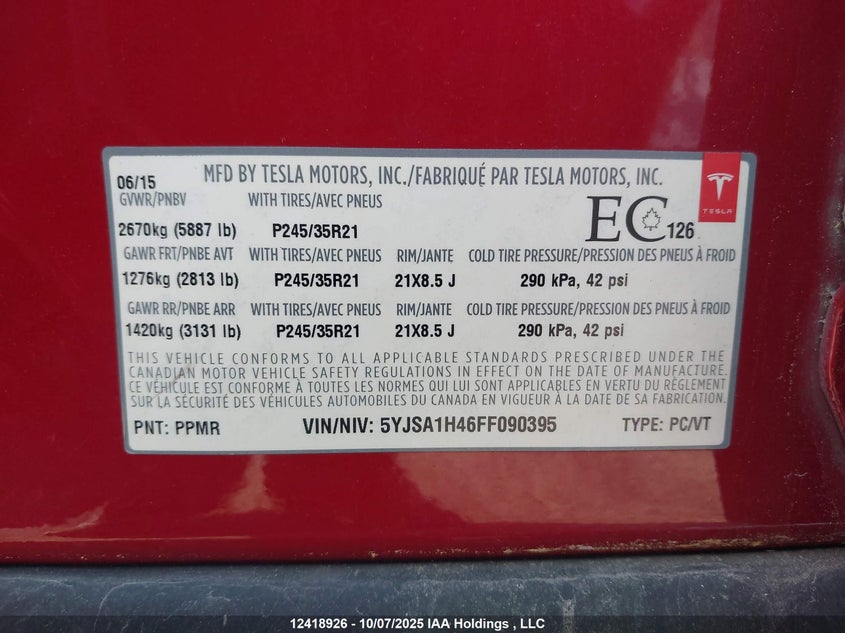 MFD BY TESLA MOTORS, INC./FABRIQUÉ PAR TESLA MOTORS, INC.
06/15
GVWR/PNBV WITH TIRES/AVEC PNEUS
2670kg (5887 lb) P245/35R21
EC 126
TESLA
GAWR FRT/PNBE AVT WITH TIRES/AVEC PNEUS RIM/JANTE COLD TIRE PRESSURE/PRESSION DES PNEUS À FROID
1276kg (2813 lb) P245/35R21 21X8.5 J 290 kPa, 42 psi
GAWR RR/PNBE ARR WITH TIRES/AVEC PNEUS RIM/JANTE COLD TIRE PRESSURE/PRESSION DES PNEUS À FROID
1420kg (3131 lb) P245/35R21 21X8.5 J 290 kPa, 42 psi
THIS VEHICLE CONFORMS TO ALL APPLICABLE STANDARDS PRESCRIBED UNDER THE
CANADIAN MOTOR VEHICLE SAFETY REGULATIONS IN EFFECT ON THE DATE OF MANUFACTURE.
CE VÉHICULE EST CONFORME À TOUTES LES NORMES QUI LUI SONT APPLICABLES EN VERTU DU RÈGLEMENT
SUR LA SÉCURITÉ DES VÉHICULES AUTOMOBILES DU CANADA EN VIGUEUR À LA DATE DE SA FABRICATION.
PNT: PPMR VIN/NIV: 5YJSA1H46FF090395 TYPE: PC/VT
12418926 - 10/07/2025 IAA Holdings , LLC